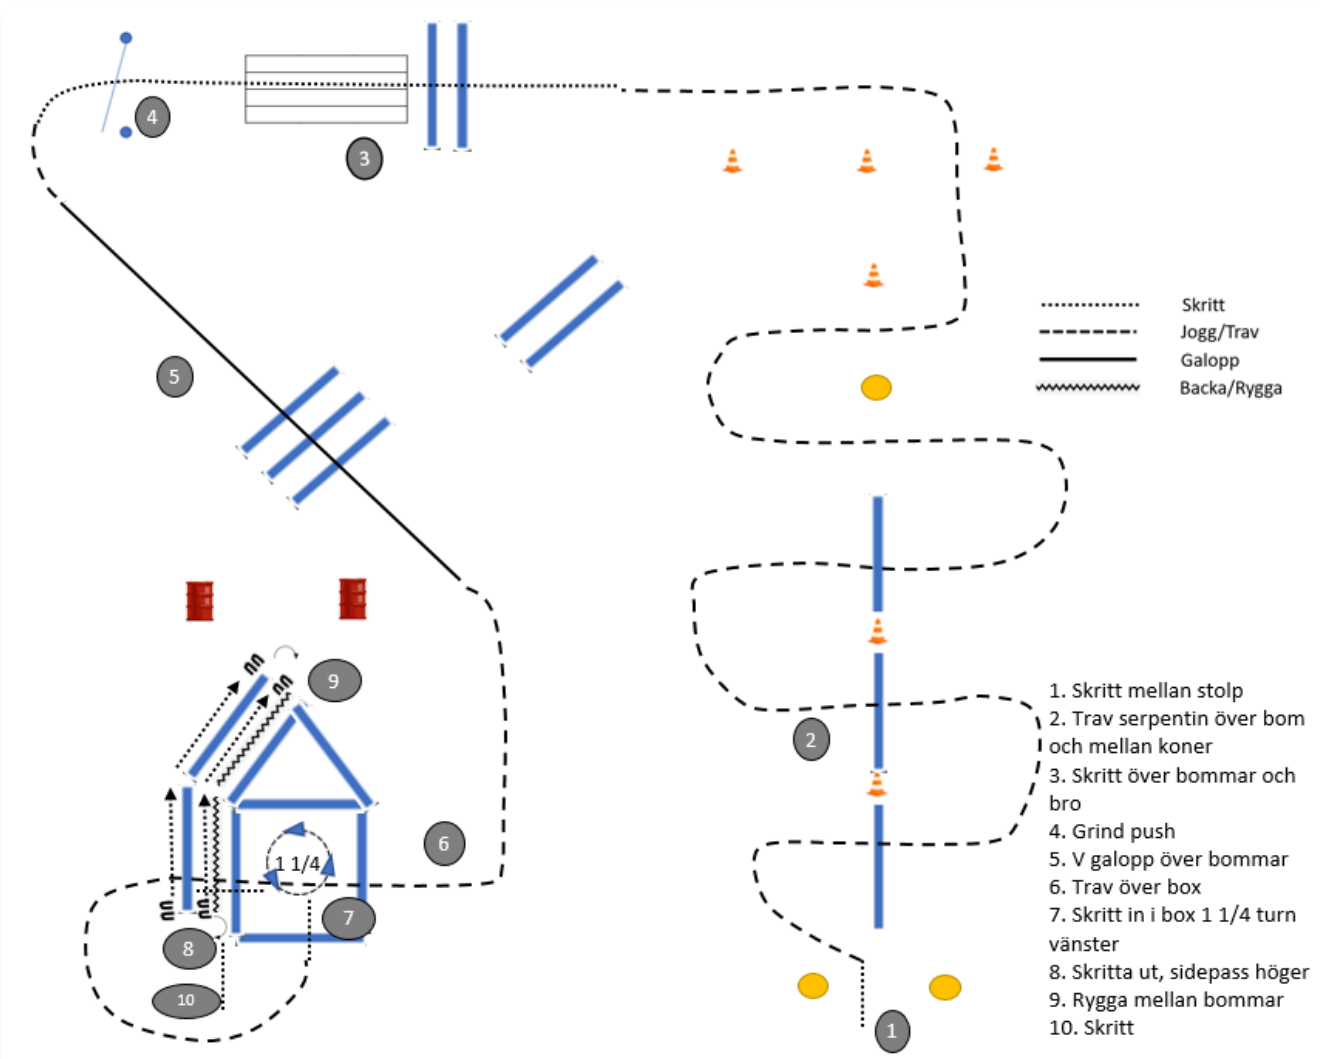 4
3
Skritt
Jogg/Trav
Galopp
Backa/Rygga
5
9
2
1 1/4
6
7
8
10
1
1. Skritt mellan stolp
2. Trav serpentin över bom
och mellan koner
3. Skritt över bommar och
bro
4. Grind push
5. V galopp över bommar
6. Trav över box
7. Skritt in i box 1 1/4 turn
vänster
8. Skritta ut, sidepass höger
9. Rygga mellan bommar
10. Skritt